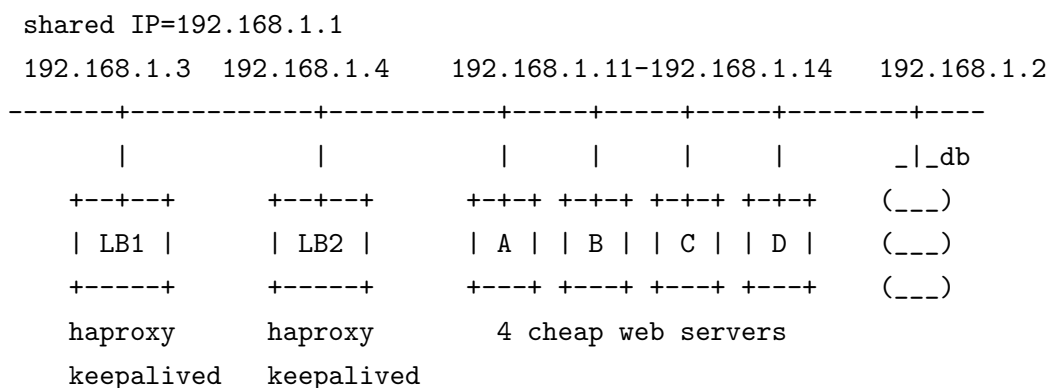 shared IP=192.168.1.1
192.168.1.3  192.168.1.4    192.168.1.11-192.168.1.14   192.168.1.2
-------+------------+-----------+-----+-----+-----+--------+----
       |            |           |     |     |     |       _|_db
    +--+--+      +--+--+      +-+-+ +-+-+ +-+-+ +-+-+    (___)
    | LB1 |      | LB2 |      | A | | B | | C | | D |    (___)
    +-----+      +-----+      +---+ +---+ +---+ +---+    (___)
    haproxy      haproxy        4 cheap web servers
    keepalived   keepalived